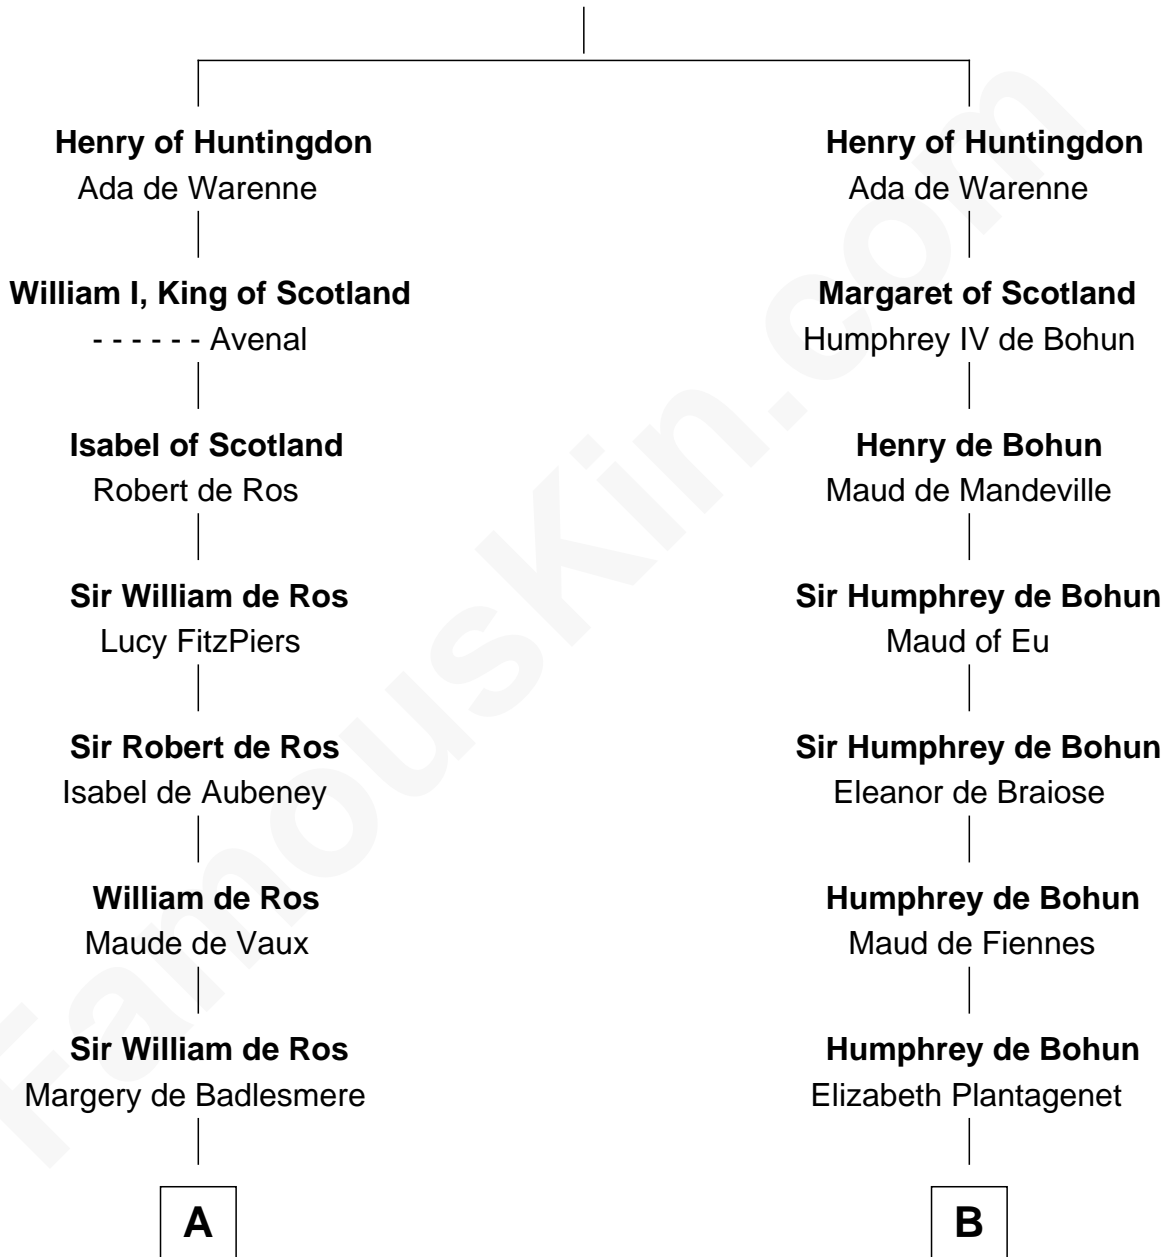 Henry of Huntingdon
Ada de Warenne
William I, King of Scotland
- - - - - - Avenal
Isabel of Scotland
Robert de Ros
Sir William de Ros
Lucy FitzPiers
Sir Robert de Ros
Isabel de Aubeney
William de Ros
Maude de Vaux
Sir William de Ros
Margery de Badlesmere
A
Henry of Huntingdon
Ada de Warenne
Margaret of Scotland
Humphrey IV de Bohun
Henry de Bohun
Maud de Mandeville
Sir Humphrey de Bohun
Maud of Eu
Sir Humphrey de Bohun
Eleanor de Braiose
Humphrey de Bohun
Maud de Fiennes
Humphrey de Bohun
Elizabeth Plantagenet
B
FamousKin.com